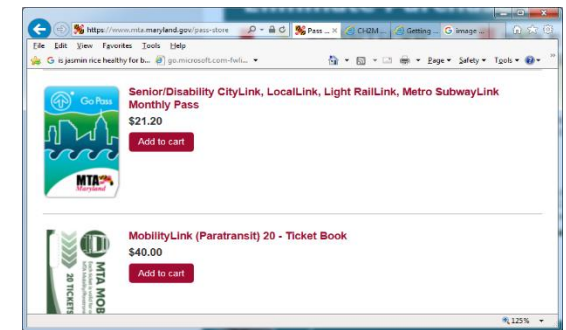 https://www.mta.maryland.gov/pass-store
Pass ...
CH2M ...
Getting ...
image ...
File Edit View Favorites Tools Help
is jasmin rice healthy for b...
go.microsoft.com-fwli...
Page Safety Tools
Go Pass
MTA
Maryland
Senior/Disability CityLink, LocalLink, Light RailLink, Metro SubwayLink
Monthly Pass
$21.20
Add to cart
20 TICKETS
MTA MOB
MobilityLink (Paratransit) 20 - Ticket Book
$40.00
Add to cart
125%